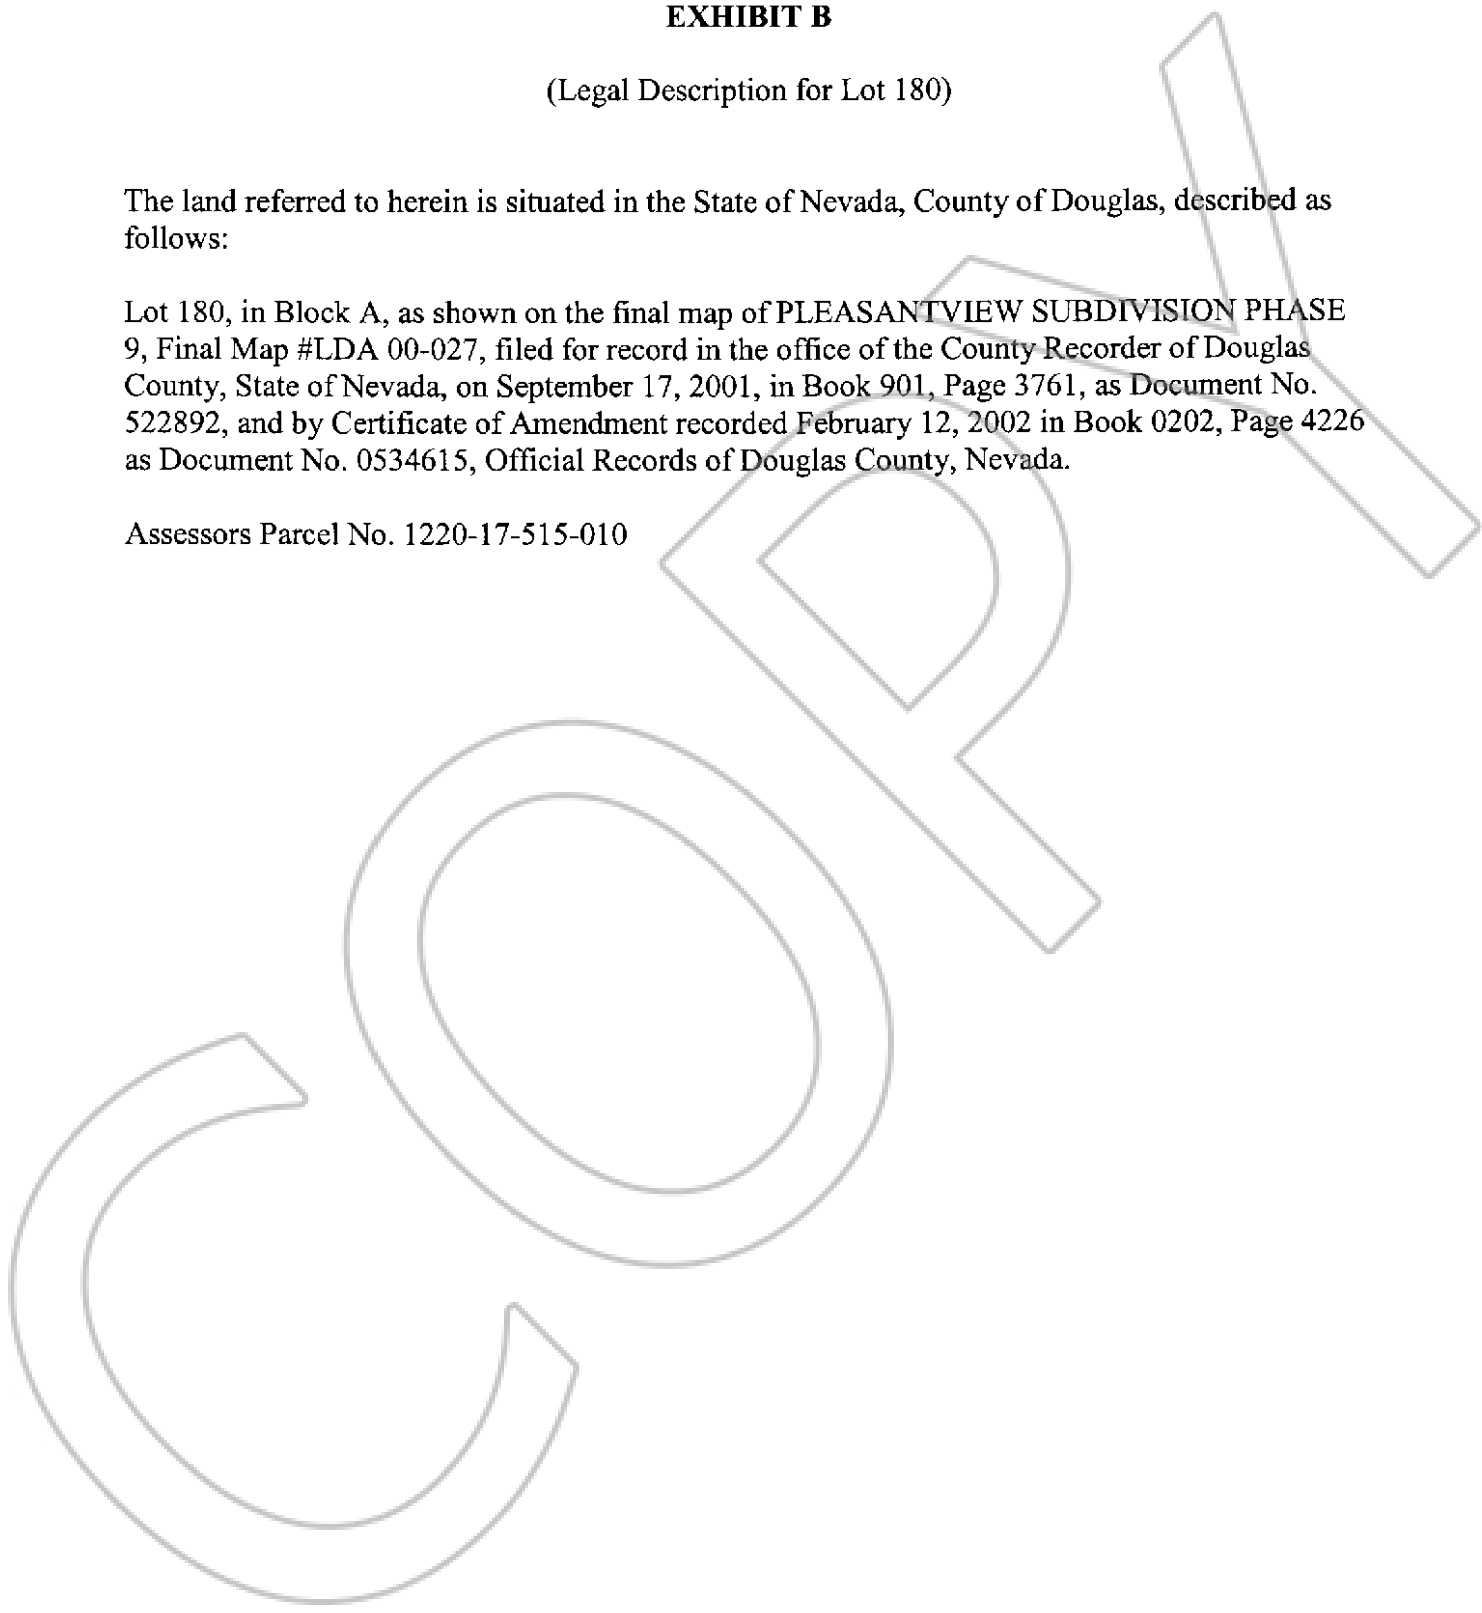 EXHIBIT B
(Legal Description for Lot 180)
The land referred to herein is situated in the State of Nevada, County of Douglas, described as
follows:
Lot 180, in Block A, as shown on the final map of PLEASANTVIEW SUBDIVISION PHASE
9, Final Map #LDA 00-027, filed for record in the office of the County Recorder of Douglas
County, State of Nevada, on September 17, 2001, in Book 901, Page 3761, as Document No.
522892, and by Certificate of Amendment recorded February 12, 2002 in Book 0202, Page 4226
as Document No. 0534615, Official Records of Douglas County, Nevada.
Assessors Parcel No. 1220-17-515-010
COPY